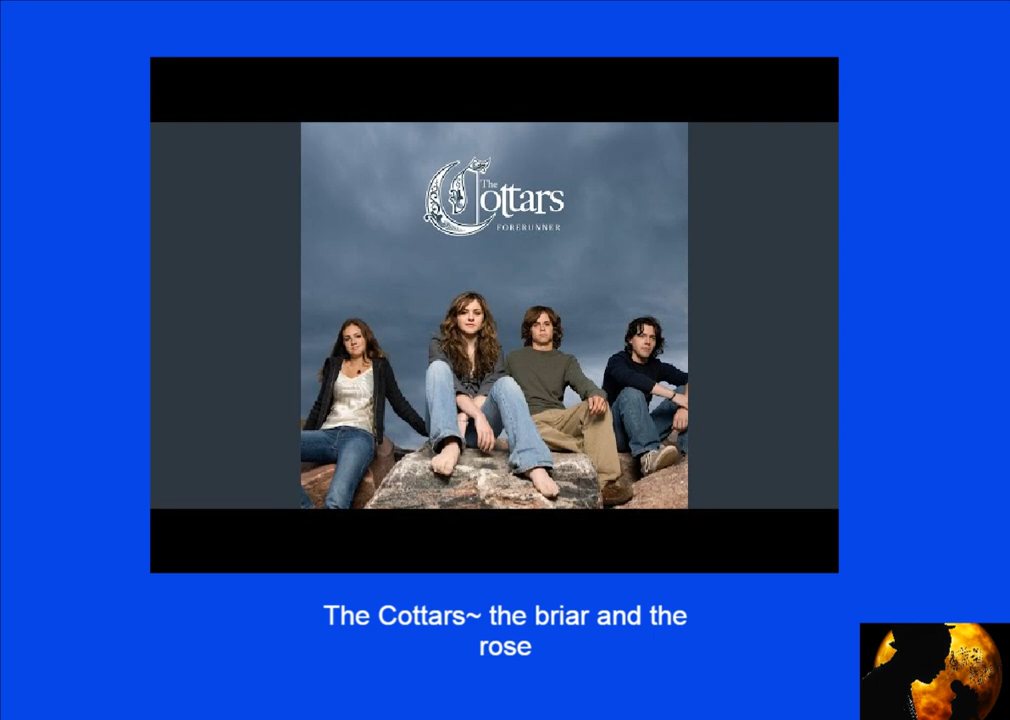 The
Cottars
FORERUNNER
The Cottars~ the briar and the
rose